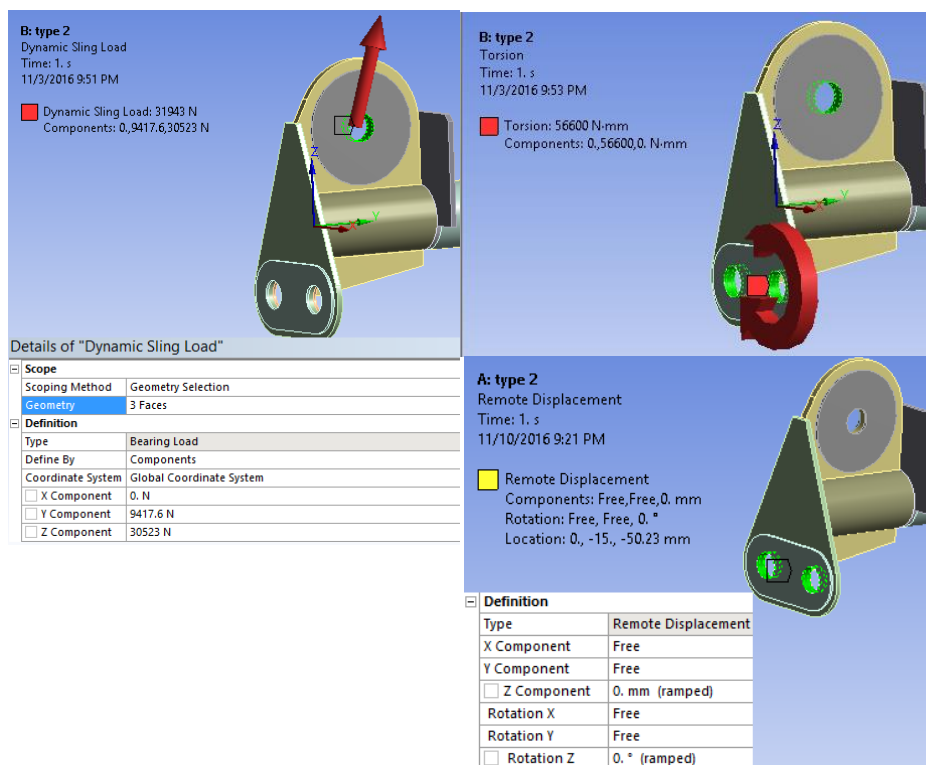 B: type 2
Dynamic Sling Load
Time: 1. s
11/3/2016 9:51 PM
Dynamic Sling Load: 31943 N
Components: 0.,9417.6,30523 N
Z
Y
X
B: type 2
Torsion
Time: 1. s
11/3/2016 9:53 PM
Torsion: 56600 N·mm
Components: 0.,56600,0. N·mm
Z
Y
X
Details of "Dynamic Sling Load"
Scope
Scoping Method Geometry Selection
Geometry 3 Faces
Definition
Type Bearing Load
Define By Components
Coordinate System Global Coordinate System
X Component 0. N
Y Component 9417.6 N
Z Component 30523 N
A: type 2
Remote Displacement
Time: 1. s
11/10/2016 9:21 PM
Remote Displacement
Components: Free,Free,0. mm
Rotation: Free, Free, 0. °
Location: 0., -15., -50.23 mm
Definition
Type Remote Displacement
X Component Free
Y Component Free
Z Component 0. mm (ramped)
Rotation X Free
Rotation Y Free
Rotation Z 0. ° (ramped)